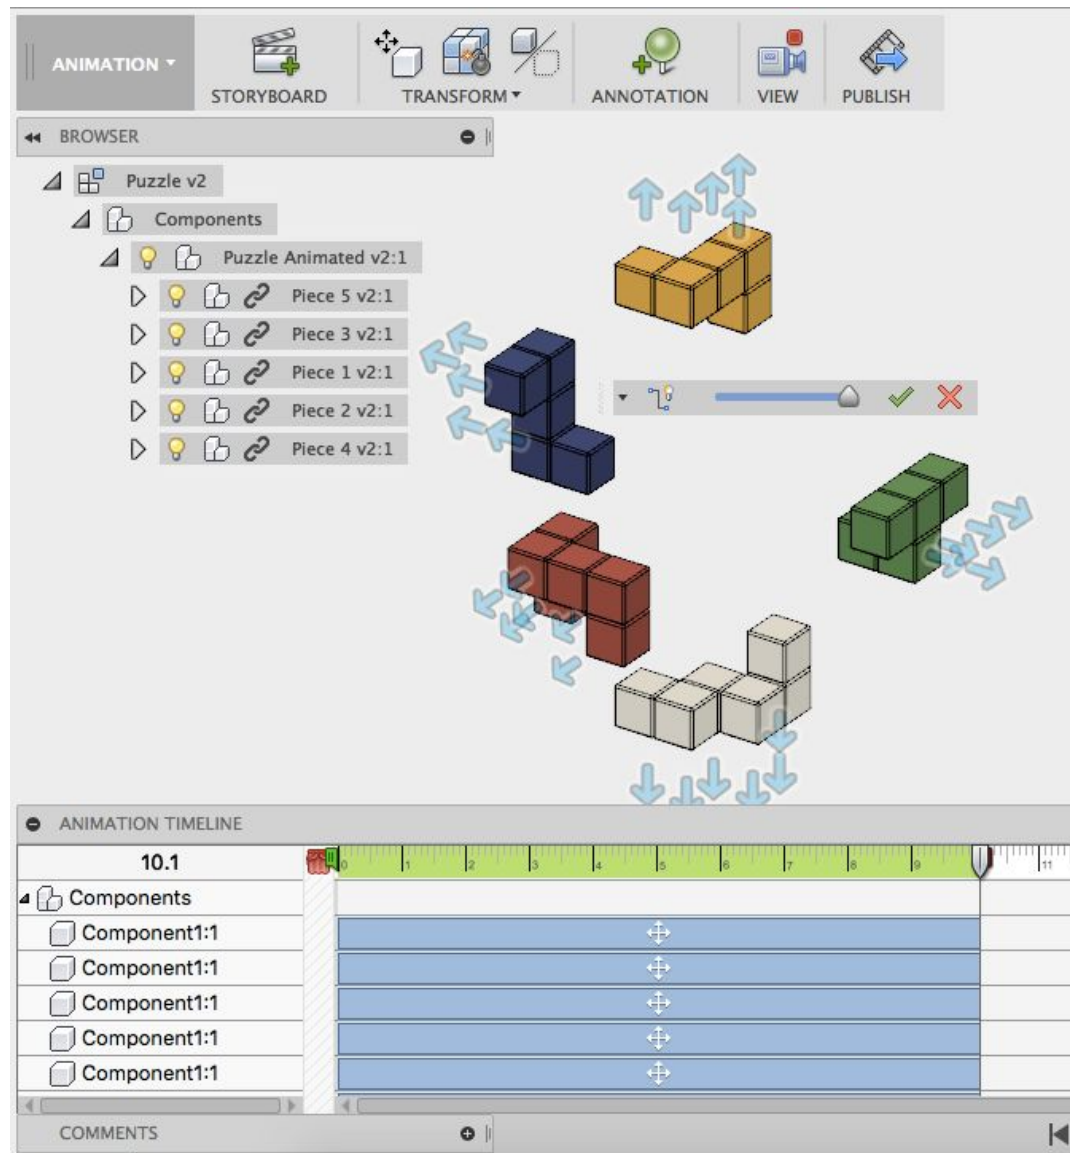 ANIMATION
STORYBOARD
TRANSFORM
ANNOTATION
VIEW
PUBLISH
BROWSER
Puzzle v2
Components
Puzzle Animated v2:1
Piece 5 v2:1
Piece 3 v2:1
Piece 1 v2:1
Piece 2 v2:1
Piece 4 v2:1
ANIMATION TIMELINE
10.1
0 1 2 3 4 5 6 7 8 9 11
Components
Component1:1
Component1:1
Component1:1
Component1:1
Component1:1
COMMENTS